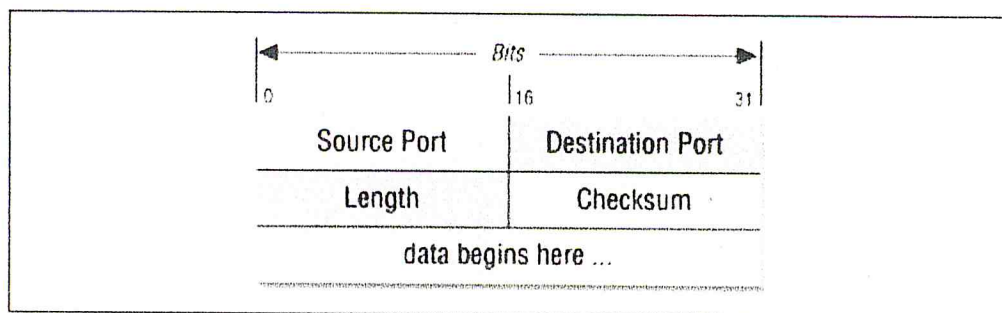 Bits
0 16 31
Source Port Destination Port
Length Checksum
data begins here ...